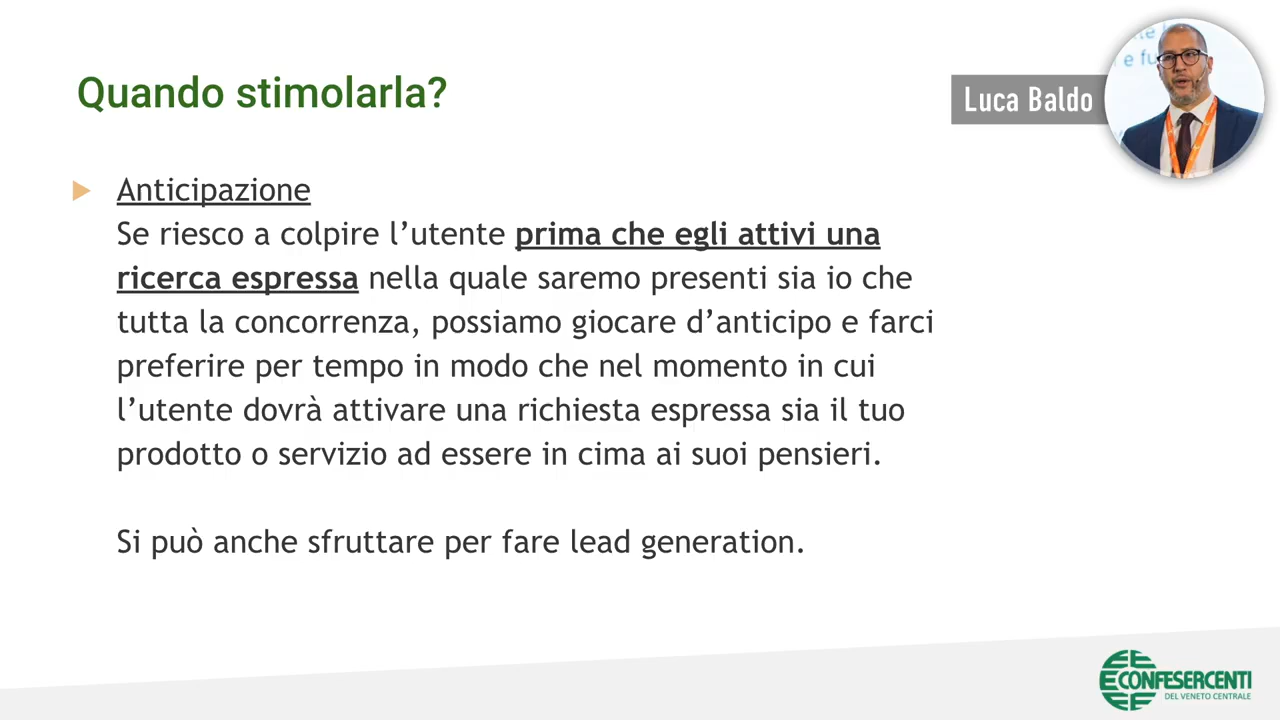 Quando stimolarla?
Luca Baldo
Anticipazione
Se riesco a colpire l’utente prima che egli attivi una
ricerca espressa nella quale saremo presenti sia io che
tutta la concorrenza, possiamo giocare d’anticipo e farci
preferire per tempo in modo che nel momento in cui
l’utente dovrà attivare una richiesta espressa sia il tuo
prodotto o servizio ad essere in cima ai suoi pensieri.
Si può anche sfruttare per fare lead generation.
CONFESERCENTI
DEL VENETO CENTRALE